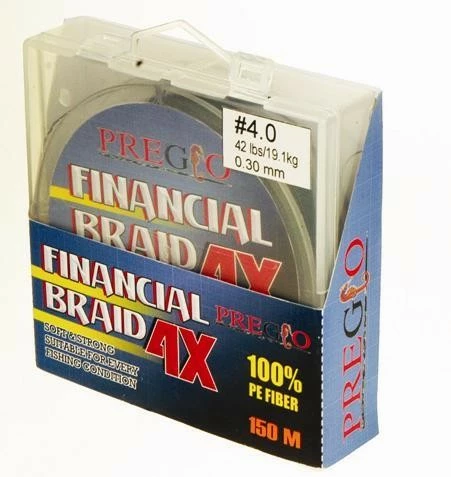 #4.0
42 lbs/19.1kg
0.30 mm
PREGIO
FINANCIAL
BRAID 4X
FINANCIAL
BRAID 4X
PREGIO
SOFT & STRONG
SUITABLE FOR EVERY
FISHING CONDITION
100%
PE FIBER
150 M
PREGIO